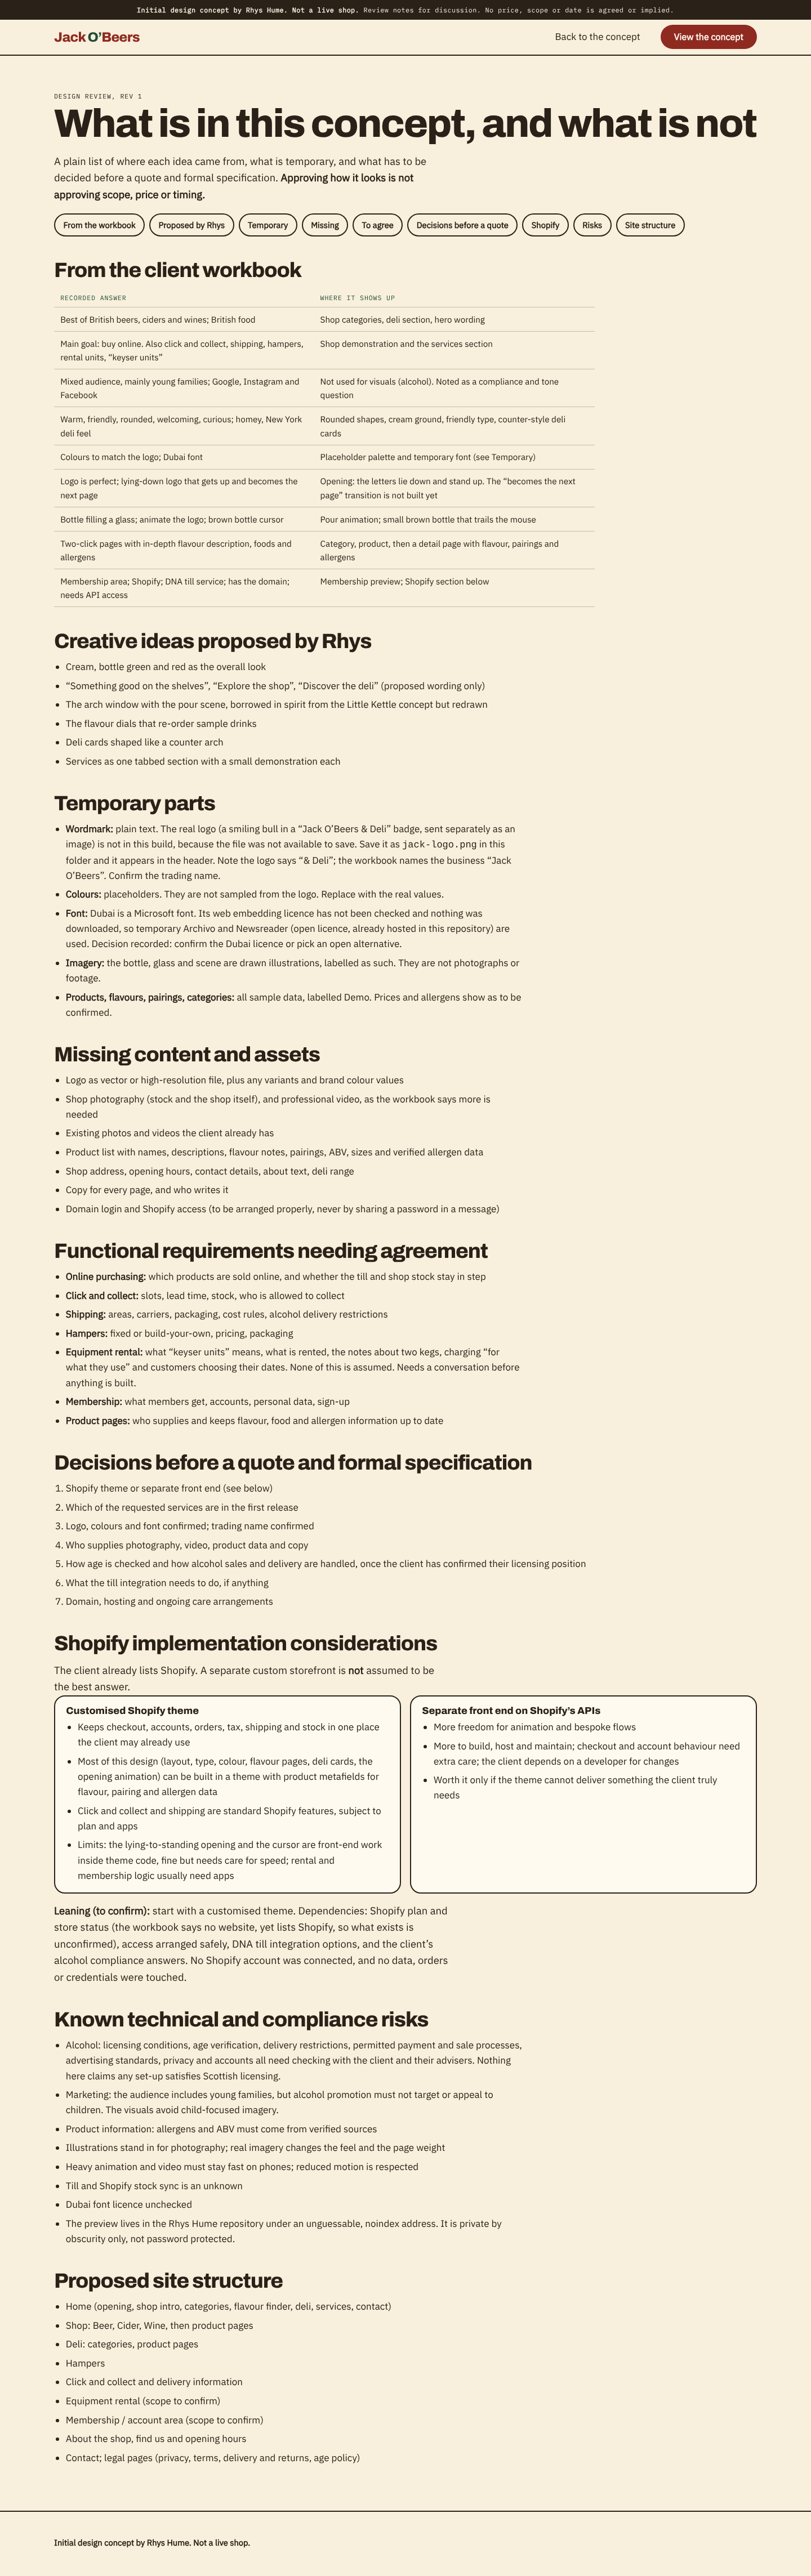 Initial design concept by Rhys Hume. Not a live shop. Review notes for discussion. No price, scope or date is agreed or implied.
Jack O’Beers
Back to the concept
View the concept
DESIGN REVIEW, REV 1
What is in this concept, and what is not
A plain list of where each idea came from, what is temporary, and what has to be
decided before a quote and formal specification. Approving how it looks is not
approving scope, price or timing.
From the workbook
Proposed by Rhys
Temporary
Missing
To agree
Decisions before a quote
Shopify
Risks
Site structure
From the client workbook
RECORDED ANSWER
WHERE IT SHOWS UP
Best of British beers, ciders and wines; British food
Shop categories, deli section, hero wording
Main goal: buy online. Also click and collect, shipping, hampers,
rental units, “keyser units”
Shop demonstration and the services section
Mixed audience, mainly young families; Google, Instagram and
Facebook
Not used for visuals (alcohol). Noted as a compliance and tone
question
Warm, friendly, rounded, welcoming, curious; homey, New York
deli feel
Rounded shapes, cream ground, friendly type, counter-style deli
cards
Colours to match the logo; Dubai font
Placeholder palette and temporary font (see Temporary)
Logo is perfect; lying-down logo that gets up and becomes the
next page
Opening: the letters lie down and stand up. The “becomes the next
page” transition is not built yet
Bottle filling a glass; animate the logo; brown bottle cursor
Pour animation; small brown bottle that trails the mouse
Two-click pages with in-depth flavour description, foods and
allergens
Category, product, then a detail page with flavour, pairings and
allergens
Membership area; Shopify; DNA till service; has the domain;
needs API access
Membership preview; Shopify section below
Creative ideas proposed by Rhys
• Cream, bottle green and red as the overall look
• “Something good on the shelves”, “Explore the shop”, “Discover the deli” (proposed wording only)
• The arch window with the pour scene, borrowed in spirit from the Little Kettle concept but redrawn
• The flavour dials that re-order sample drinks
• Deli cards shaped like a counter arch
• Services as one tabbed section with a small demonstration each
Temporary parts
• Wordmark: plain text. The real logo (a smiling bull in a “Jack O’Beers & Deli” badge, sent separately as an
image) is not in this build, because the file was not available to save. Save it as jack-logo.png in this
folder and it appears in the header. Note the logo says “& Deli”; the workbook names the business “Jack
O’Beers”. Confirm the trading name.
• Colours: placeholders. They are not sampled from the logo. Replace with the real values.
• Font: Dubai is a Microsoft font. Its web embedding licence has not been checked and nothing was
downloaded, so temporary Archivo and Newsreader (open licence, already hosted in this repository) are
used. Decision recorded: confirm the Dubai licence or pick an open alternative.
• Imagery: the bottle, glass and scene are drawn illustrations, labelled as such. They are not photographs or
footage.
• Products, flavours, pairings, categories: all sample data, labelled Demo. Prices and allergens show as to be
confirmed.
Missing content and assets
• Logo as vector or high-resolution file, plus any variants and brand colour values
• Shop photography (stock and the shop itself), and professional video, as the workbook says more is
needed
• Existing photos and videos the client already has
• Product list with names, descriptions, flavour notes, pairings, ABV, sizes and verified allergen data
• Shop address, opening hours, contact details, about text, deli range
• Copy for every page, and who writes it
• Domain login and Shopify access (to be arranged properly, never by sharing a password in a message)
Functional requirements needing agreement
• Online purchasing: which products are sold online, and whether the till and shop stock stay in step
• Click and collect: slots, lead time, stock, who is allowed to collect
• Shipping: areas, carriers, packaging, cost rules, alcohol delivery restrictions
• Hampers: fixed or build-your-own, pricing, packaging
• Equipment rental: what “keyser units” means, what is rented, the notes about two kegs, charging “for
what they use” and customers choosing their dates. None of this is assumed. Needs a conversation before
anything is built.
• Membership: what members get, accounts, personal data, sign-up
• Product pages: who supplies and keeps flavour, food and allergen information up to date
Decisions before a quote and formal specification
1. Shopify theme or separate front end (see below)
2. Which of the requested services are in the first release
3. Logo, colours and font confirmed; trading name confirmed
4. Who supplies photography, video, product data and copy
5. How age is checked and how alcohol sales and delivery are handled, once the client has confirmed their licensing position
6. What the till integration needs to do, if anything
7. Domain, hosting and ongoing care arrangements
Shopify implementation considerations
The client already lists Shopify. A separate custom storefront is not assumed to be
the best answer.
Customised Shopify theme
• Keeps checkout, accounts, orders, tax, shipping and stock in one place
the client may already use
• Most of this design (layout, type, colour, flavour pages, deli cards, the
opening animation) can be built in a theme with product metafields for
flavour, pairing and allergen data
• Click and collect and shipping are standard Shopify features, subject to
plan and apps
• Limits: the lying-to-standing opening and the cursor are front-end work
inside theme code, fine but needs care for speed; rental and
membership logic usually need apps
Separate front end on Shopify’s APIs
• More freedom for animation and bespoke flows
• More to build, host and maintain; checkout and account behaviour need
extra care; the client depends on a developer for changes
• Worth it only if the theme cannot deliver something the client truly
needs
Leaning (to confirm): start with a customised theme. Dependencies: Shopify plan and
store status (the workbook says no website, yet lists Shopify, so what exists is
unconfirmed), access arranged safely, DNA till integration options, and the client’s
alcohol compliance answers. No Shopify account was connected, and no data, orders
or credentials were touched.
Known technical and compliance risks
• Alcohol: licensing conditions, age verification, delivery restrictions, permitted payment and sale processes,
advertising standards, privacy and accounts all need checking with the client and their advisers. Nothing
here claims any set-up satisfies Scottish licensing.
• Marketing: the audience includes young families, but alcohol promotion must not target or appeal to
children. The visuals avoid child-focused imagery.
• Product information: allergens and ABV must come from verified sources
• Illustrations stand in for photography; real imagery changes the feel and the page weight
• Heavy animation and video must stay fast on phones; reduced motion is respected
• Till and Shopify stock sync is an unknown
• Dubai font licence unchecked
• The preview lives in the Rhys Hume repository under an unguessable, noindex address. It is private by
obscurity only, not password protected.
Proposed site structure
• Home (opening, shop intro, categories, flavour finder, deli, services, contact)
• Shop: Beer, Cider, Wine, then product pages
• Deli: categories, product pages
• Hampers
• Click and collect and delivery information
• Equipment rental (scope to confirm)
• Membership / account area (scope to confirm)
• About the shop, find us and opening hours
• Contact; legal pages (privacy, terms, delivery and returns, age policy)
Initial design concept by Rhys Hume. Not a live shop.